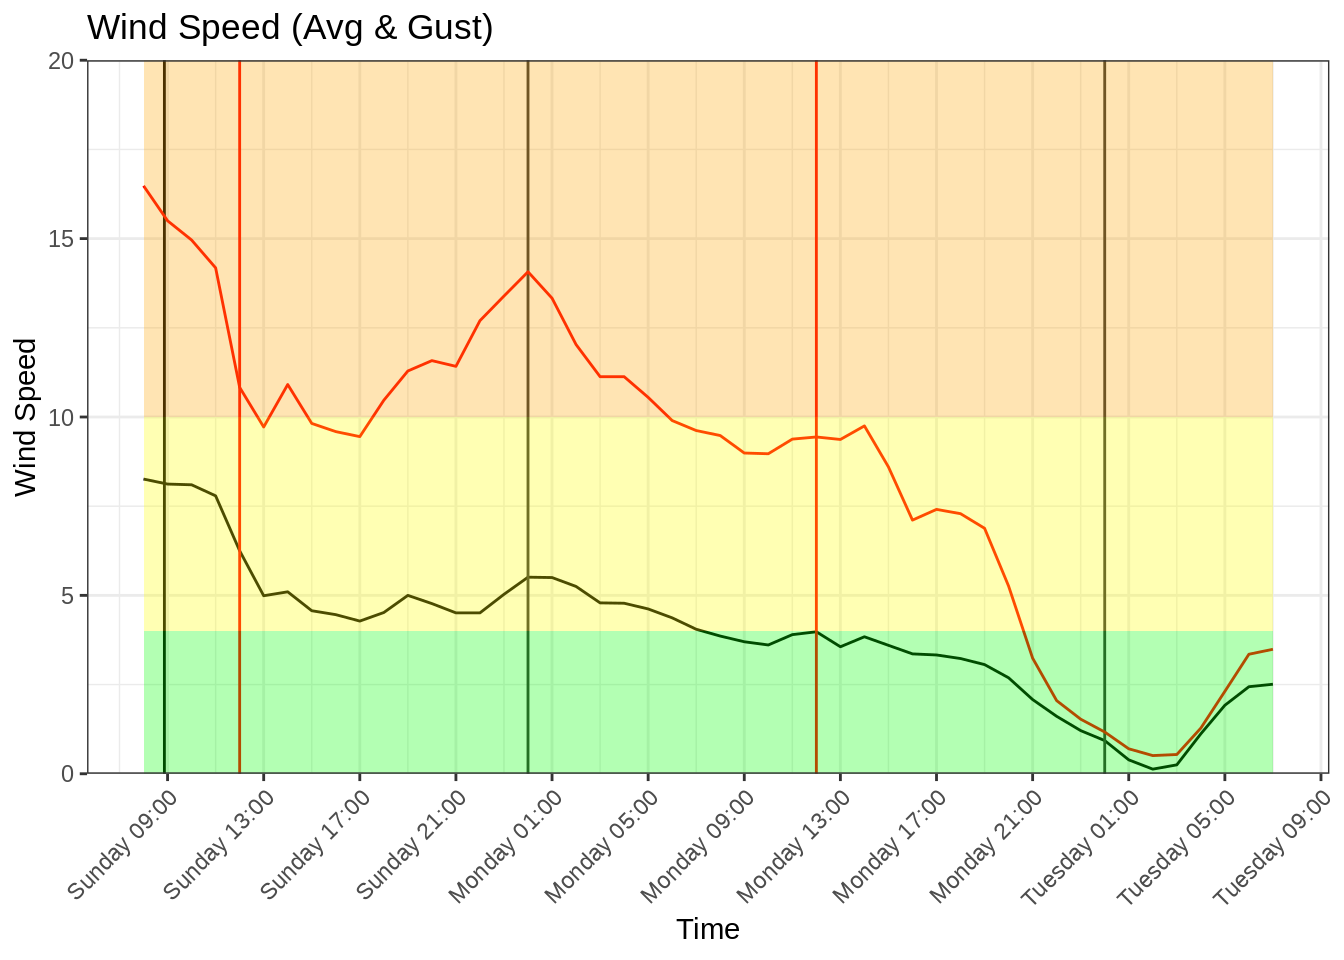 Wind Speed (Avg & Gust)
20
15
10
5
0
Wind Speed
Sunday 09:00
Sunday 13:00
Sunday 17:00
Sunday 21:00
Monday 01:00
Monday 05:00
Monday 09:00
Monday 13:00
Monday 17:00
Monday 21:00
Tuesday 01:00
Tuesday 05:00
Tuesday 09:00
Time